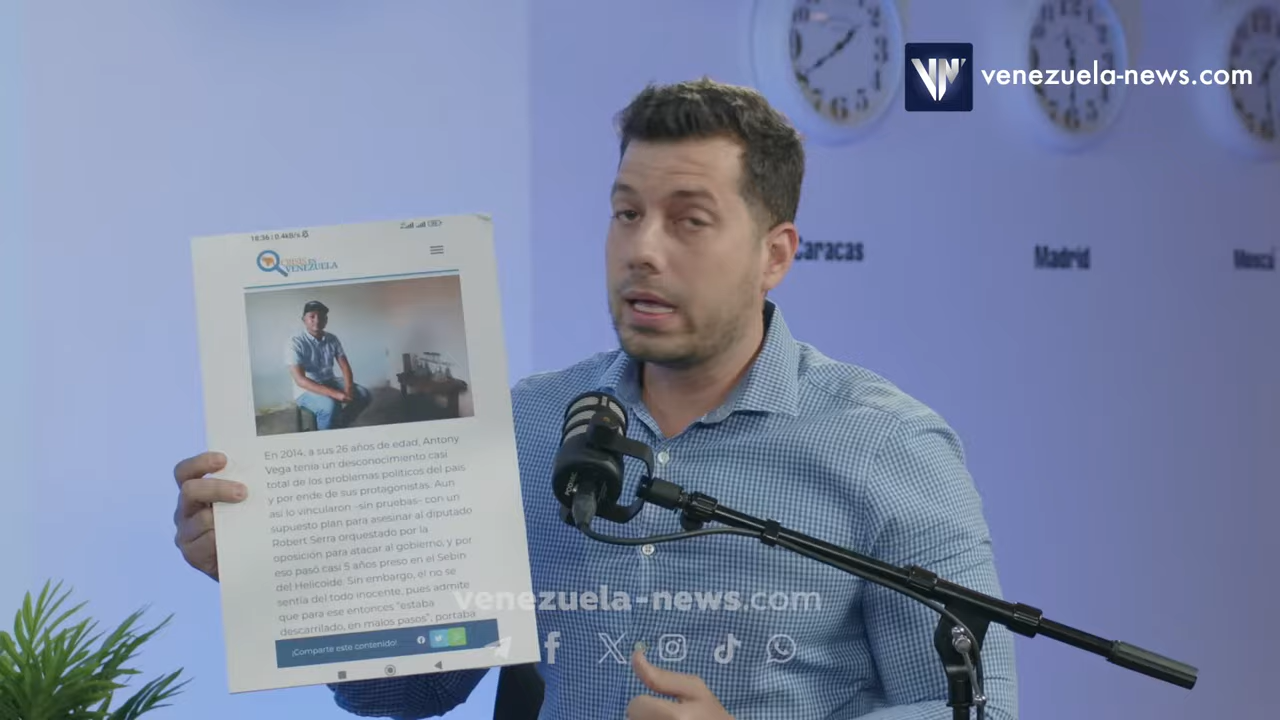 VN
venezuela-news.com
Caracas
Madrid
CRISIS EN
VENEZUELA
En 2014, a sus 26 años de edad, Antony
Vega tenía un desconocimiento casi
total de los problemas políticos del país
y por ende de sus protagonistas. Aun
así lo vincularon -sin pruebas- con un
supuesto plan para asesinar al diputado
Robert Serra orquestado por la
oposición para atacar al gobierno, y por
eso pasó casi 5 años preso en el Sebin
del Helicoide. Sin embargo, él no se
sentía del todo inocente, pues admite
que para ese entonces "estaba
descarrilado, en malos pasos"; portaba
¡Comparte este contenido!
venezuela-news.com